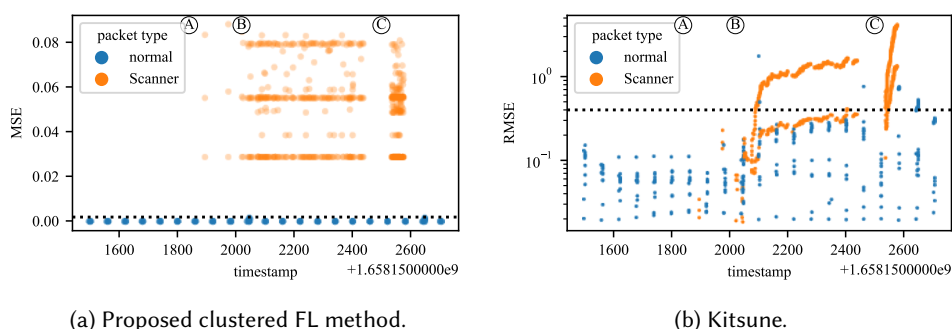 A B C
packet type
normal
Scanner
0.08
0.06
0.04
0.02
0.00
MSE
1600 1800 2000 2200 2400 2600
timestamp +1.6581500000e9
(a) Proposed clustered FL method.
A B C
packet type
normal
Scanner
10⁰
10⁻¹
RMSE
1600 1800 2000 2200 2400 2600
timestamp +1.6581500000e9
(b) Kitsune.